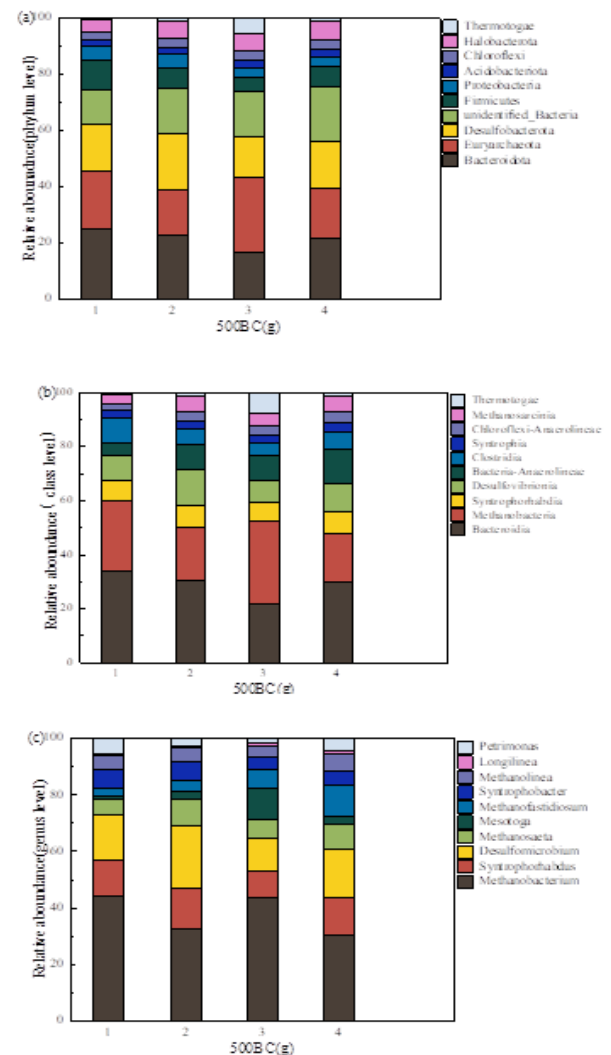 (a)
Relative aboundance(phylum level)
100
80
60
40
20
0
1 2 3 4
500BC(g)
Thermotogae
Halobacterota
Chloroflexi
Acidobacteriota
Proteobacteria
Firmicutes
unidentified_Bacteria
Desulfobacterota
Euryarchaeota
Bacteroidota
(b)
Relative aboundance( class level)
100
80
60
40
20
0
1 2 3 4
500BC(g)
Thermotogae
Methanosarcinia
Chloroflexi-Anaerolineae
Syntrophia
Clostridia
Bacteria-Anaerolineae
Desulfovibrionia
Syntrophorhabdia
Methanobacteria
Bacteroidia
(c)
Relative aboundance(genus level)
100
80
60
40
20
0
1 2 3 4
500BC(g)
Petrimonas
Longilinea
Methanolinea
Syntrophobacter
Methanofastidiosum
Mesotoga
Methanosaeta
Desulfomicrobium
Syntrophorhabdus
Methanobacterium